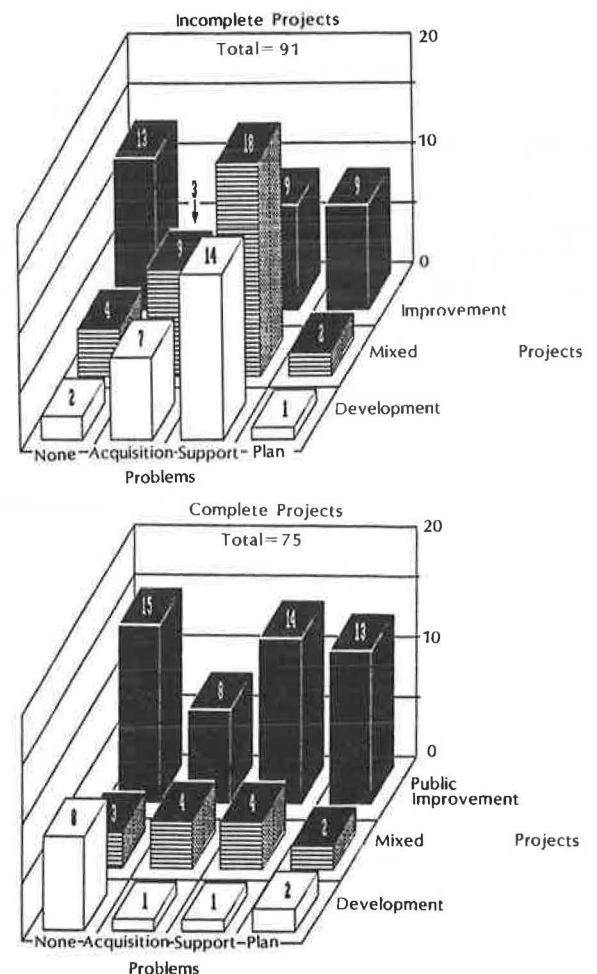 Incomplete Projects
Total= 91
20
10
0
13
3
18
9
9
9
14
4
7
2
2
1
Improvement
Mixed Projects
Development
None-Acquisition-Support-Plan
Problems
Complete Projects
Total=75
20
10
0
15
8
14
13
8
3
4
4
2
1
1
2
Public
Improvement
Mixed Projects
Development
None-Acquisition-Support-Plan
Problems